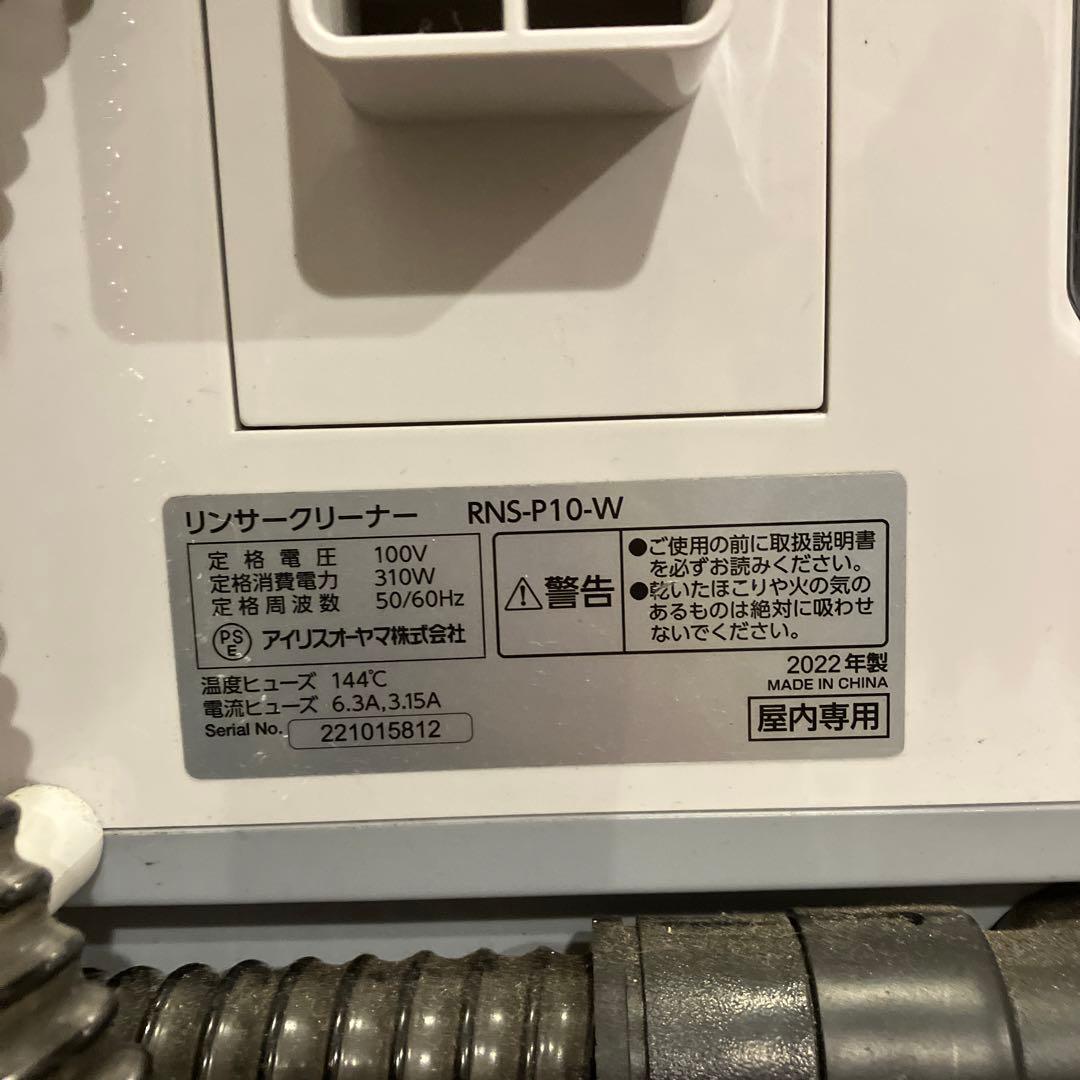 リンサークリーナー RNS-P10-W
定格電圧 100V
定格消費電力 310W
定格周波数 50/60Hz
PSE アイリスオーヤマ株式会社
警告
●ご使用の前に取扱説明書
を必ずお読みください。
●乾いたほこりや火の気の
あるものは絶対に吸わせ
ないでください。
温度ヒューズ 144℃
電流ヒューズ 6.3A,3.15A
Serial No. 221015812
2022年製
MADE IN CHINA
屋内専用